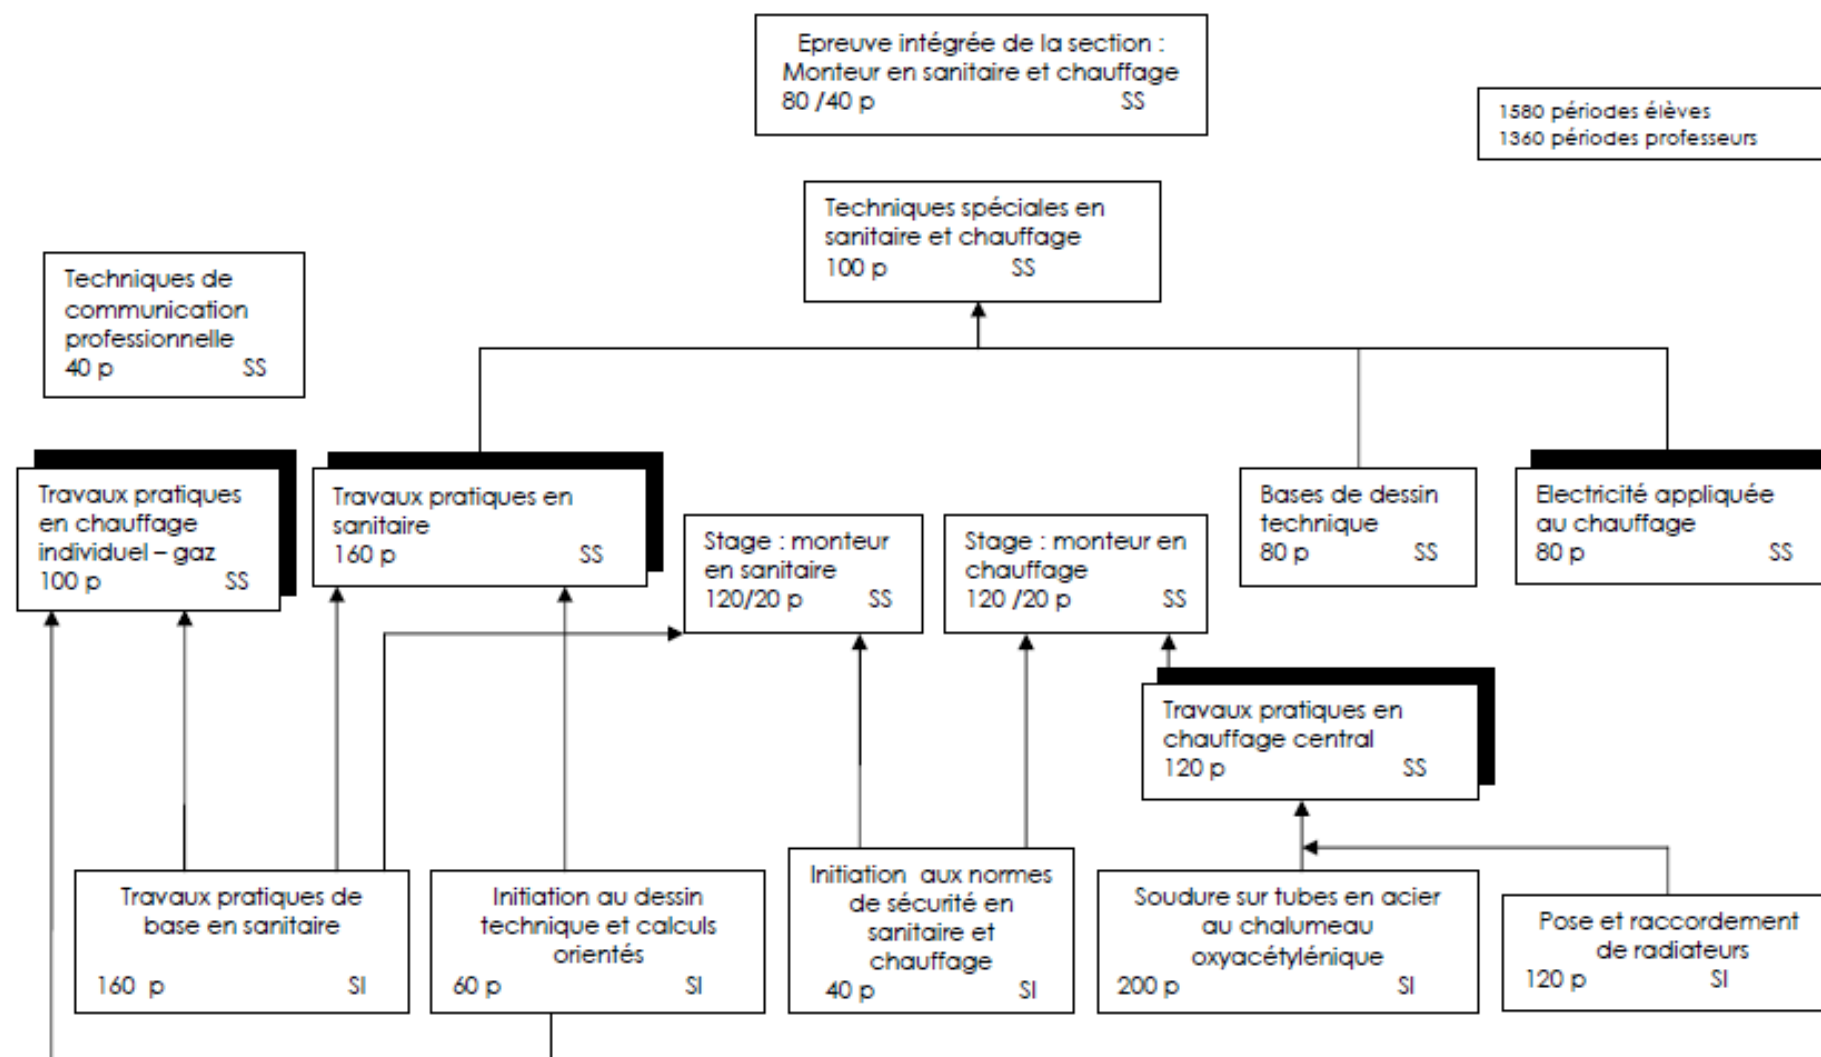 Epreuve intégrée de la section :
Monteur en sanitaire et chauffage
80 /40 p SS
1580 périodes élèves
1360 périodes professeurs
Techniques spéciales en
sanitaire et chauffage
100 p SS
Techniques de
communication
professionnelle
40 p SS
Travaux pratiques
en chauffage
individuel – gaz
100 p SS
Travaux pratiques en
sanitaire
160 p SS
Stage : monteur
en sanitaire
120/20 p SS
Stage : monteur en
chauffage
120 /20 p SS
Bases de dessin
technique
80 p SS
Electricité appliquée
au chauffage
80 p SS
Travaux pratiques en
chauffage central
120 p SS
Travaux pratiques de
base en sanitaire
160 p SI
Initiation au dessin
technique et calculs
orientés
60 p SI
Initiation aux normes
de sécurité en
sanitaire et
chauffage
40 p SI
Soudure sur tubes en acier
au chalumeau
oxyacétylénique
200 p SI
Pose et raccordement
de radiateurs
120 p SI